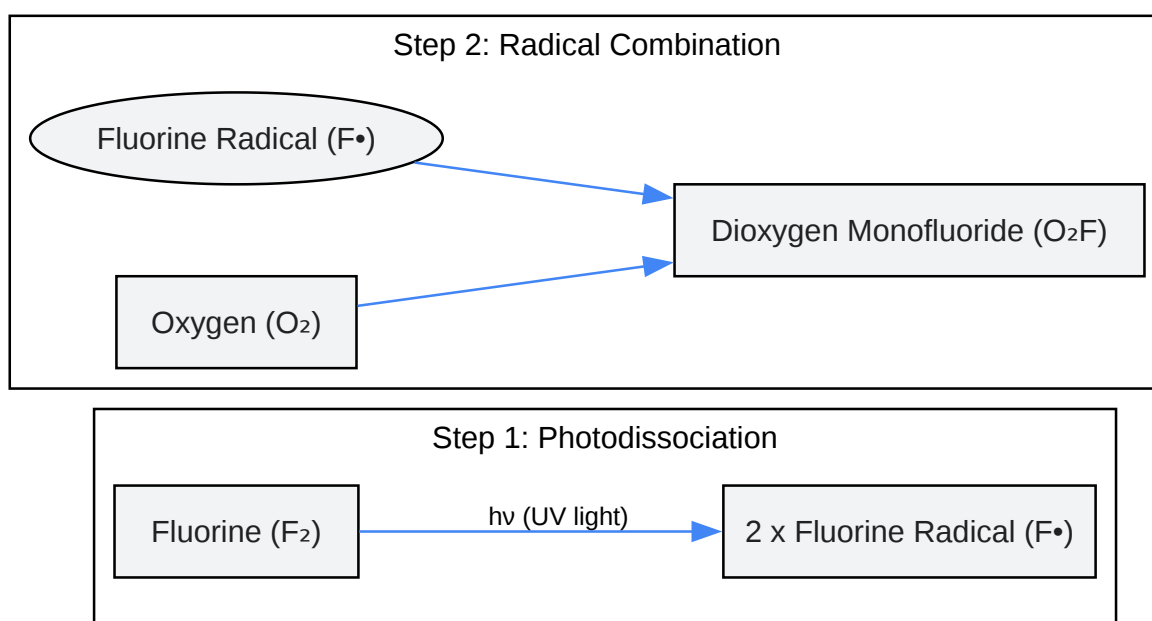 Step 2: Radical Combination
Fluorine Radical (F•)
Dioxygen Monofluoride (O₂F)
Oxygen (O₂)
Step 1: Photodissociation
Fluorine (F₂)
hν (UV light)
2 x Fluorine Radical (F•)